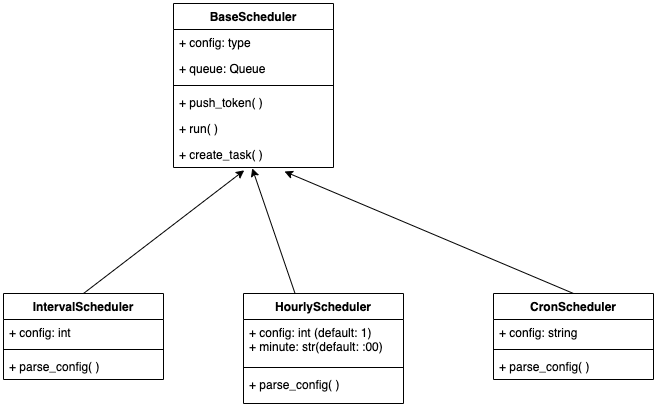 BaseScheduler
+ config: type
+ queue: Queue
+ push_token( )
+ run( )
+ create_task( )
IntervalScheduler
+ config: int
+ parse_config( )
HourlyScheduler
+ config: int (default: 1)
+ minute: str(default: :00)
+ parse_config( )
CronScheduler
+ config: string
+ parse_config( )